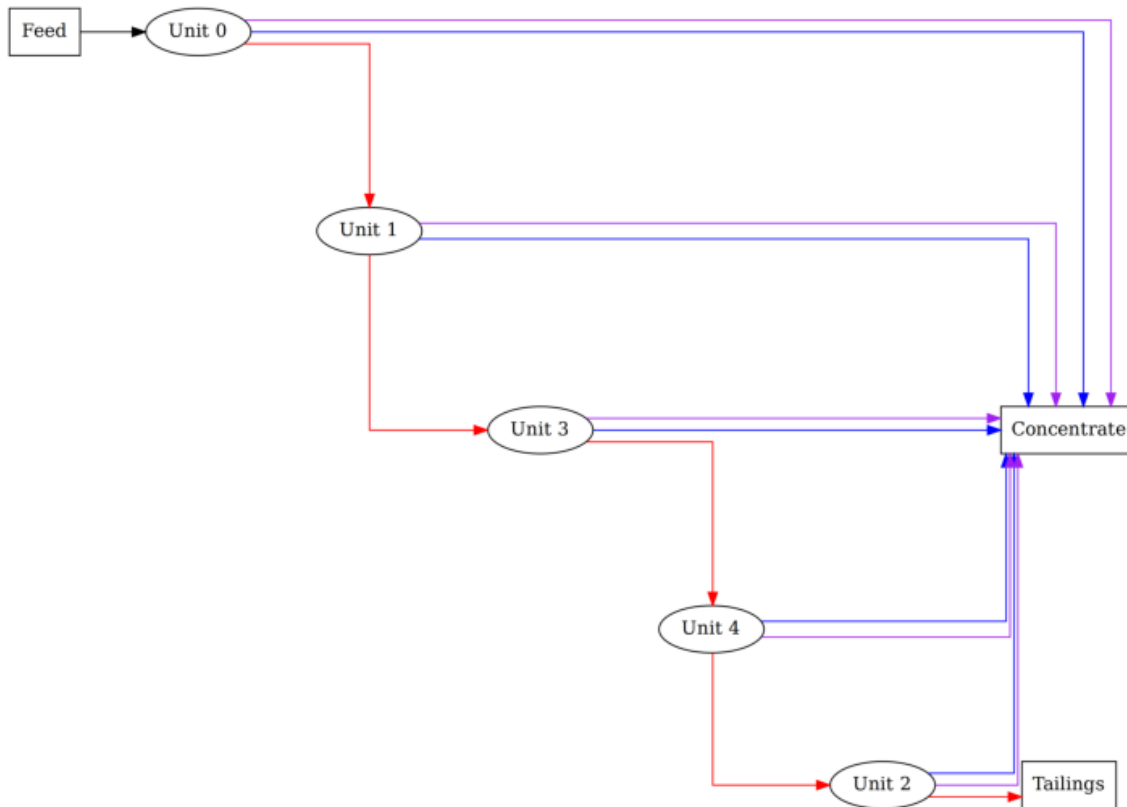 Feed
Unit 0
Unit 1
Unit 3
Concentrate
Unit 4
Unit 2
Tailings